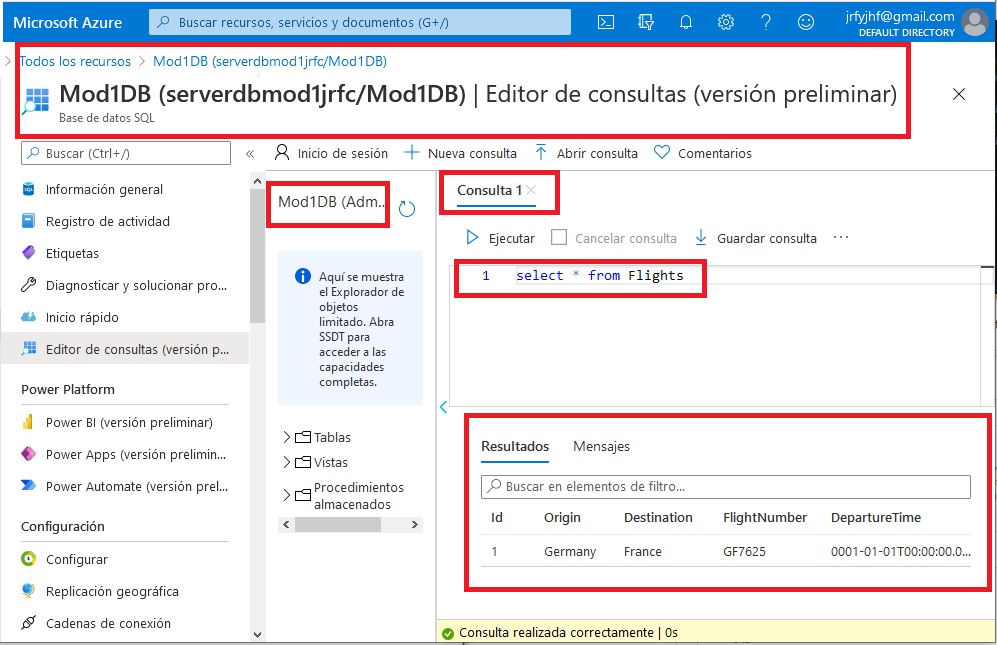 Microsoft Azure
Buscar recursos, servicios y documentos (G+/)
jrfyjhf@gmail.com
DEFAULT DIRECTORY
Todos los recursos > Mod1DB (serverdbmod1jrfc/Mod1DB)
Mod1DB (serverdbmod1jrfc/Mod1DB) | Editor de consultas (versión preliminar)
Base de datos SQL
Buscar (Ctrl+/)
Información general
Registro de actividad
Etiquetas
Diagnosticar y solucionar pro...
Inicio rápido
Editor de consultas (versión p...
Power Platform
Power BI (versión preliminar)
Power Apps (versión prelimin...
Power Automate (versión prel...
Configuración
Configurar
Replicación geográfica
Cadenas de conexión
Inicio de sesión
Nueva consulta
Abrir consulta
Comentarios
Mod1DB (Adm...
Aquí se muestra
el Explorador de
objetos
limitado. Abra
SSDT para
acceder a las
capacidades
completas.
Tablas
Vistas
Procedimientos
almacenados
Consulta 1
Ejecutar
Cancelar consulta
Guardar consulta
...
1 select * from Flights
Resultados Mensajes
Buscar en elementos de filtro...
Id Origin Destination FlightNumber DepartureTime
1 Germany France GF7625 0001-01-01T00:00:00.0...
Consulta realizada correctamente | 0s